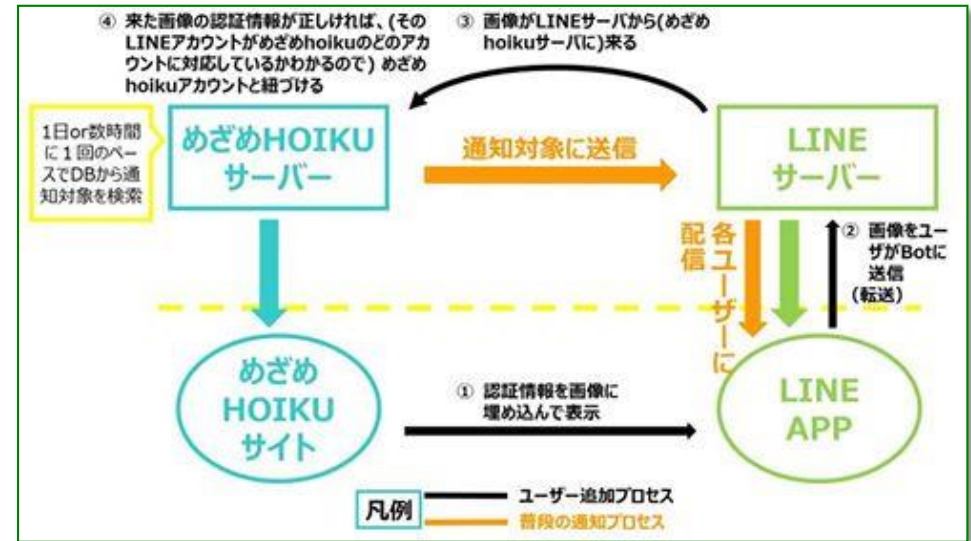 ④ 来た画像の認証情報が正しければ、(その
LINEアカウントがめざめhoikuのどのアカ
ウントに対応しているかわかるので) めざめ
hoikuアカウントと紐づける
③ 画像がLINEサーバから(めざめ
hoikuサーバに)来る
1日or数時間
に１回のペー
スでDBから通
知対象を検索
めざめHOIKU
サーバー
通知対象に送信
LINE
サーバー
各ユーザーに
配信
② 画像をユー
ザがBotに
送信
(転送)
めざめ
HOIKU
サイト
① 認証情報を画像に
埋め込んで表示
LINE
APP
凡例
ユーザー追加プロセス
普段の通知プロセス